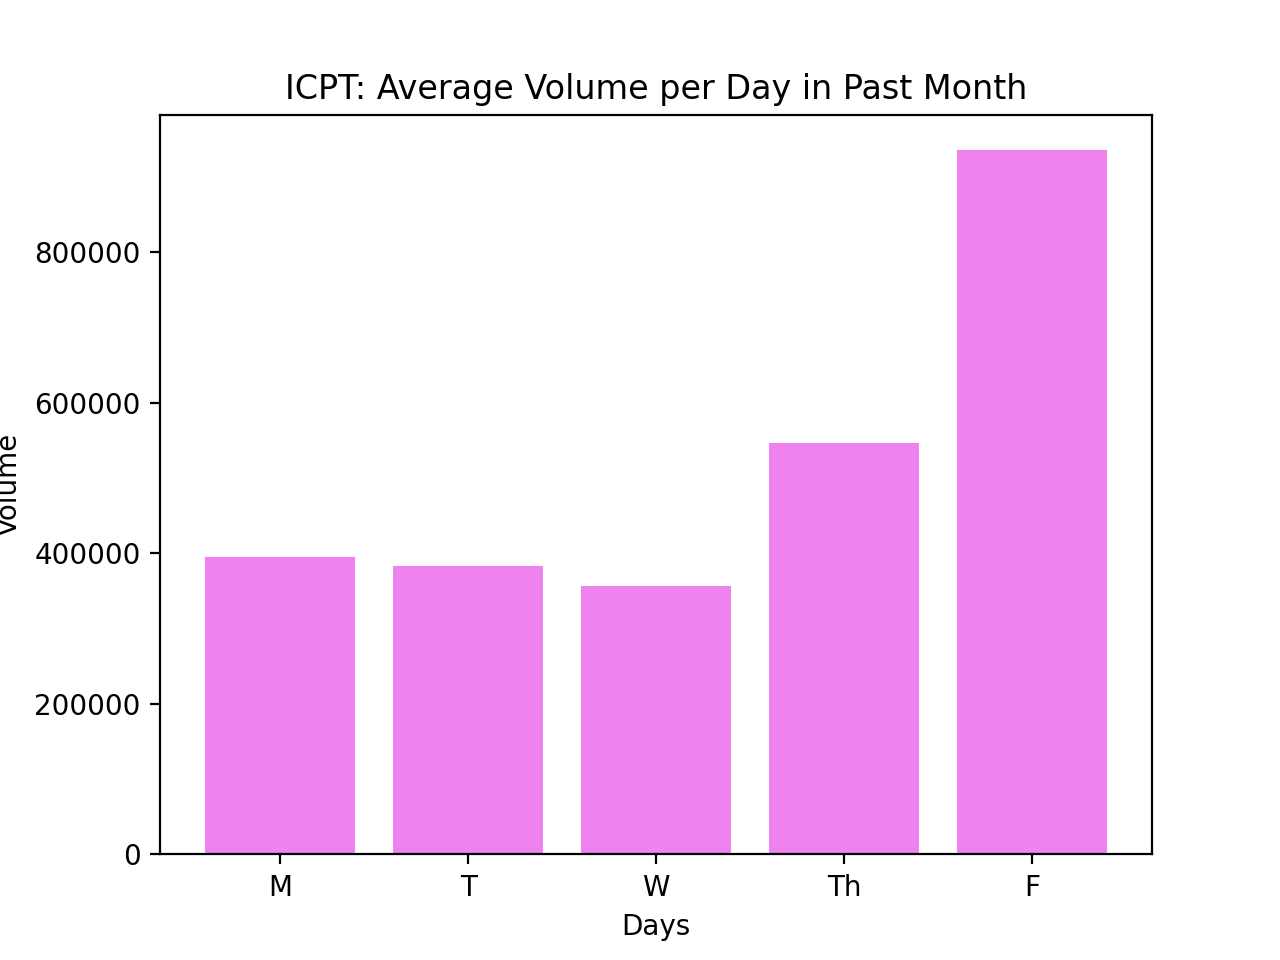 ICPT: Average Volume per Day in Past Month
Volume
800000
600000
400000
200000
0
M T W Th F
Days